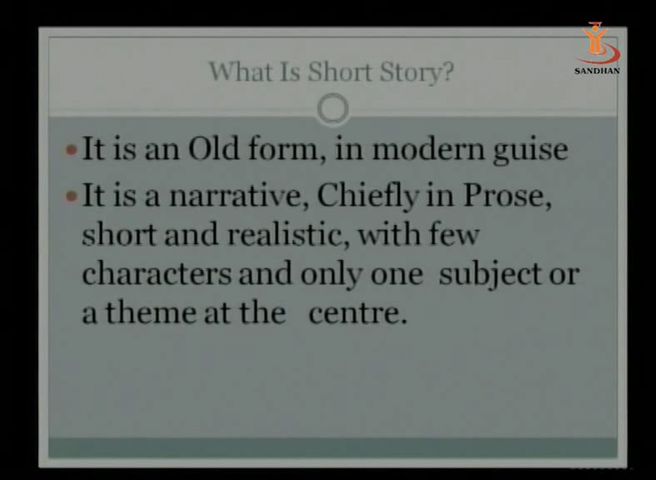 SANDHAN
What Is Short Story?
It is an Old form, in modern guise
It is a narrative, Chiefly in Prose,
short and realistic, with few
characters and only one subject or
a theme at the centre.